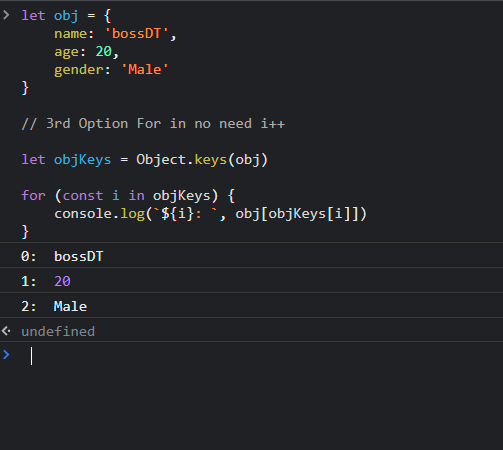 let obj = {
    name: 'bossDT',
    age: 20,
    gender: 'Male'
}

// 3rd Option For in no need i++

let objKeys = Object.keys(obj)

for (const i in objKeys) {
    console.log(`${i}: `, obj[objKeys[i]])
}
0:  bossDT
1:  20
2:  Male
undefined